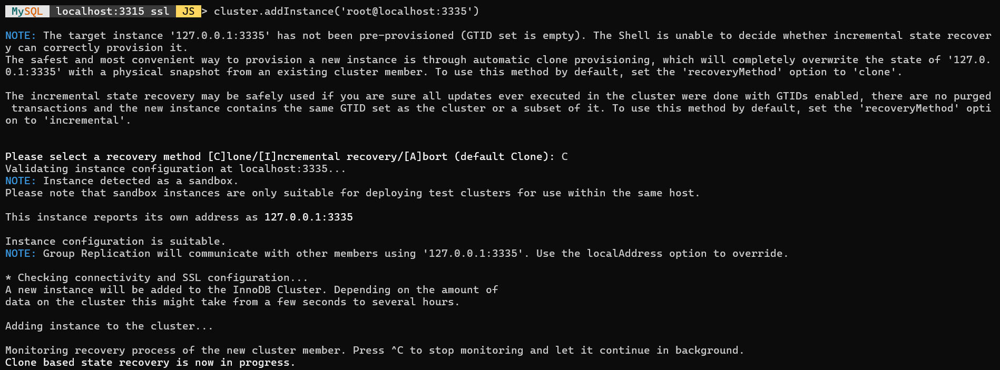 MySQL localhost:3315 ssl JS > cluster.addInstance('root@localhost:3335')
NOTE: The target instance '127.0.0.1:3335' has not been pre-provisioned (GTID set is empty). The Shell is unable to decide whether incremental state recover
y can correctly provision it.
The safest and most convenient way to provision a new instance is through automatic clone provisioning, which will completely overwrite the state of '127.0.
0.1:3335' with a physical snapshot from an existing cluster member. To use this method by default, set the 'recoveryMethod' option to 'clone'.
The incremental state recovery may be safely used if you are sure all updates ever executed in the cluster were done with GTIDs enabled, there are no purged
 transactions and the new instance contains the same GTID set as the cluster or a subset of it. To use this method by default, set the 'recoveryMethod' opti
on to 'incremental'.
Please select a recovery method [C]lone/[I]ncremental recovery/[A]bort (default Clone): C
Validating instance configuration at localhost:3335...
NOTE: Instance detected as a sandbox.
Please note that sandbox instances are only suitable for deploying test clusters for use within the same host.
This instance reports its own address as 127.0.0.1:3335
Instance configuration is suitable.
NOTE: Group Replication will communicate with other members using '127.0.0.1:3335'. Use the localAddress option to override.
* Checking connectivity and SSL configuration...
A new instance will be added to the InnoDB Cluster. Depending on the amount of
data on the cluster this might take from a few seconds to several hours.
Adding instance to the cluster...
Monitoring recovery process of the new cluster member. Press ^C to stop monitoring and let it continue in background.
Clone based state recovery is now in progress.